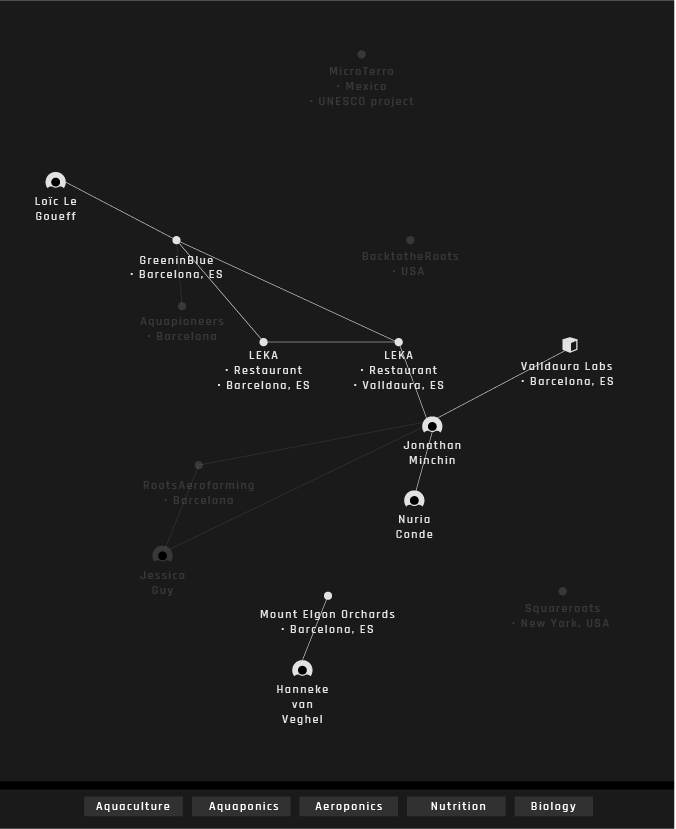 MicroTerra
· Mexico
· UNESCO project
Loïc Le
Goueff
GreeninBlue
· Barcelona, ES
BacktotheRoots
· USA
Aquapioneers
· Barcelona
LEKA
· Restaurant
· Barcelona, ES
LEKA
· Restaurant
· Valldaura, ES
Valldaura Labs
· Barcelona, ES
Jonathan
Minchin
RootsAerofarming
· Barcelona
Nuria
Conde
Jessica
Guy
Mount Elgon Orchards
· Barcelona, ES
Squareroots
· New York, USA
Hanneke
van
Veghel
Aquaculture
Aquaponics
Aeroponics
Nutrition
Biology